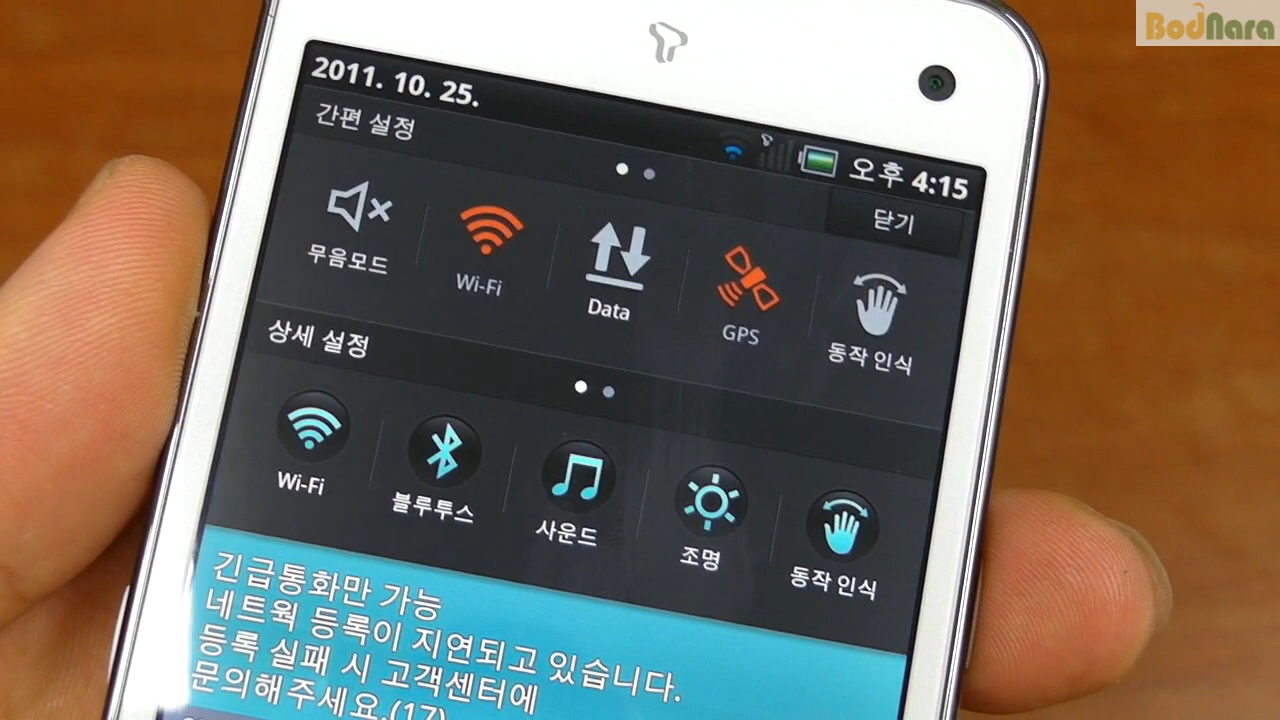 BodNara
2011. 10. 25.
오후 4:15
간편 설정
닫기
무음모드
Wi-Fi
Data
GPS
동작 인식
상세 설정
Wi-Fi
블루투스
사운드
조명
동작 인식
긴급통화만 가능
네트웍 등록이 지연되고 있습니다.
등록 실패 시 고객센터에
문의해주세요.(17)